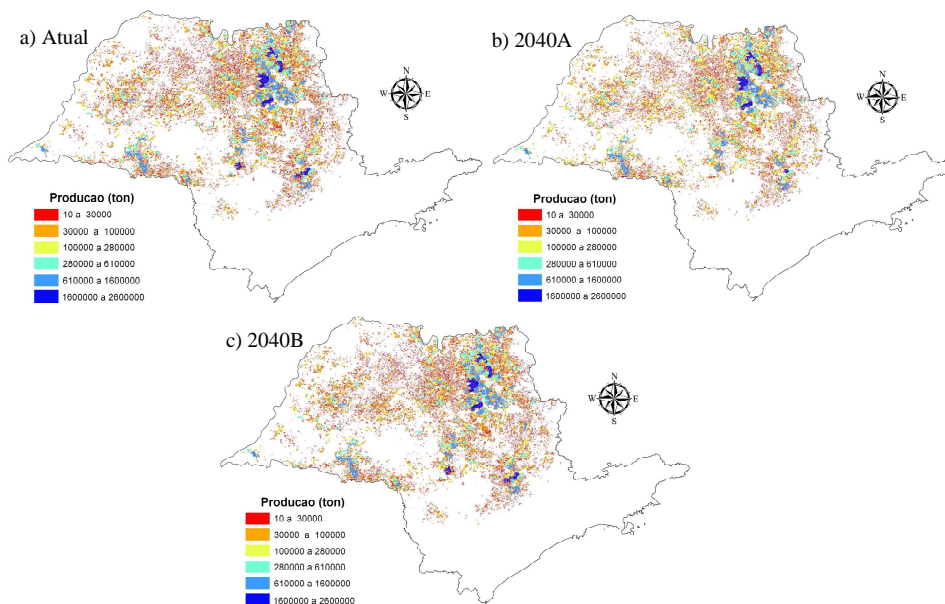 a) Atual
N
W E
S
Producao (ton)
10 a 30000
30000 a 100000
100000 a 280000
280000 a 610000
610000 a 1600000
1600000 a 2600000
b) 2040A
N
W E
S
Producao (ton)
10 a 30000
30000 a 100000
100000 a 280000
280000 a 610000
610000 a 1600000
1600000 a 2600000
c) 2040B
N
W E
S
Producao (ton)
10 a 30000
30000 a 100000
100000 a 280000
280000 a 610000
610000 a 1600000
1600000 a 2600000